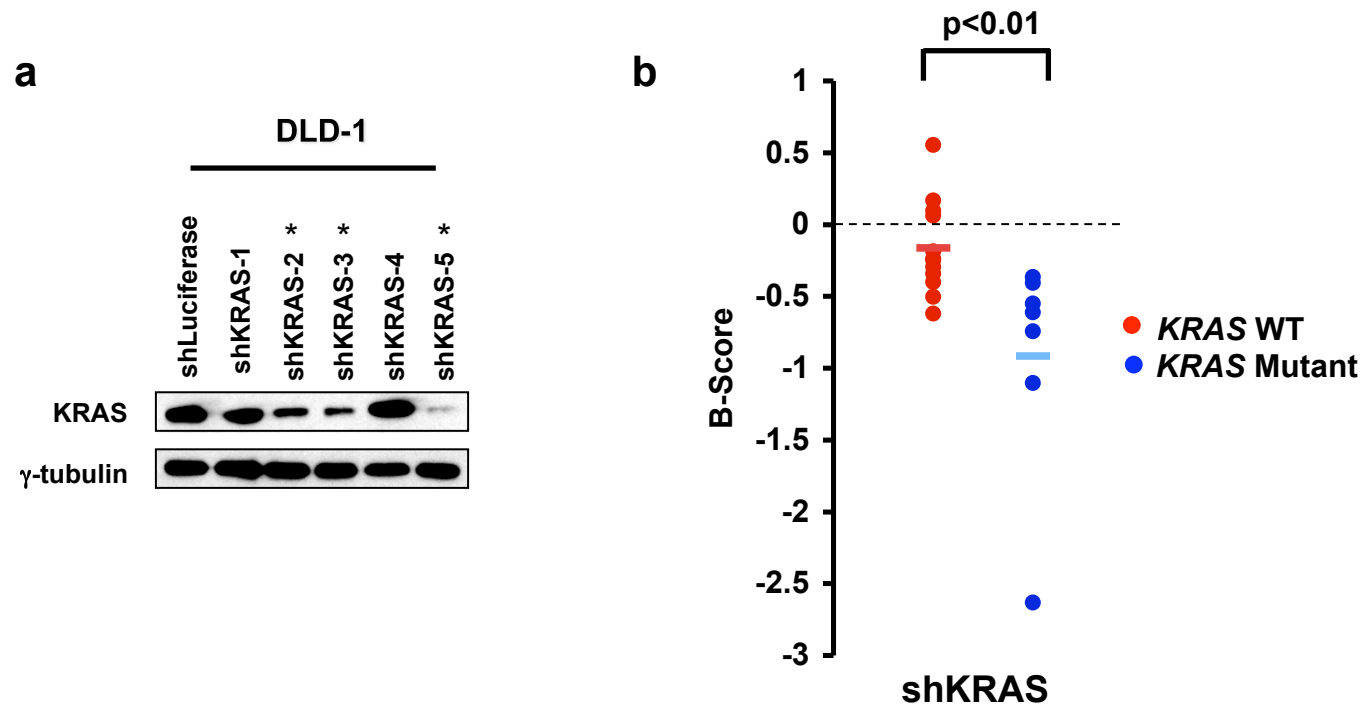 a
DLD-1
shLuciferase
shKRAS-1
shKRAS-2 *
shKRAS-3 *
shKRAS-4
shKRAS-5 *
KRAS
γ-tubulin
b
p<0.01
1
0.5
0
-0.5
-1
-1.5
-2
-2.5
-3
B-Score
shKRAS
KRAS WT
KRAS Mutant